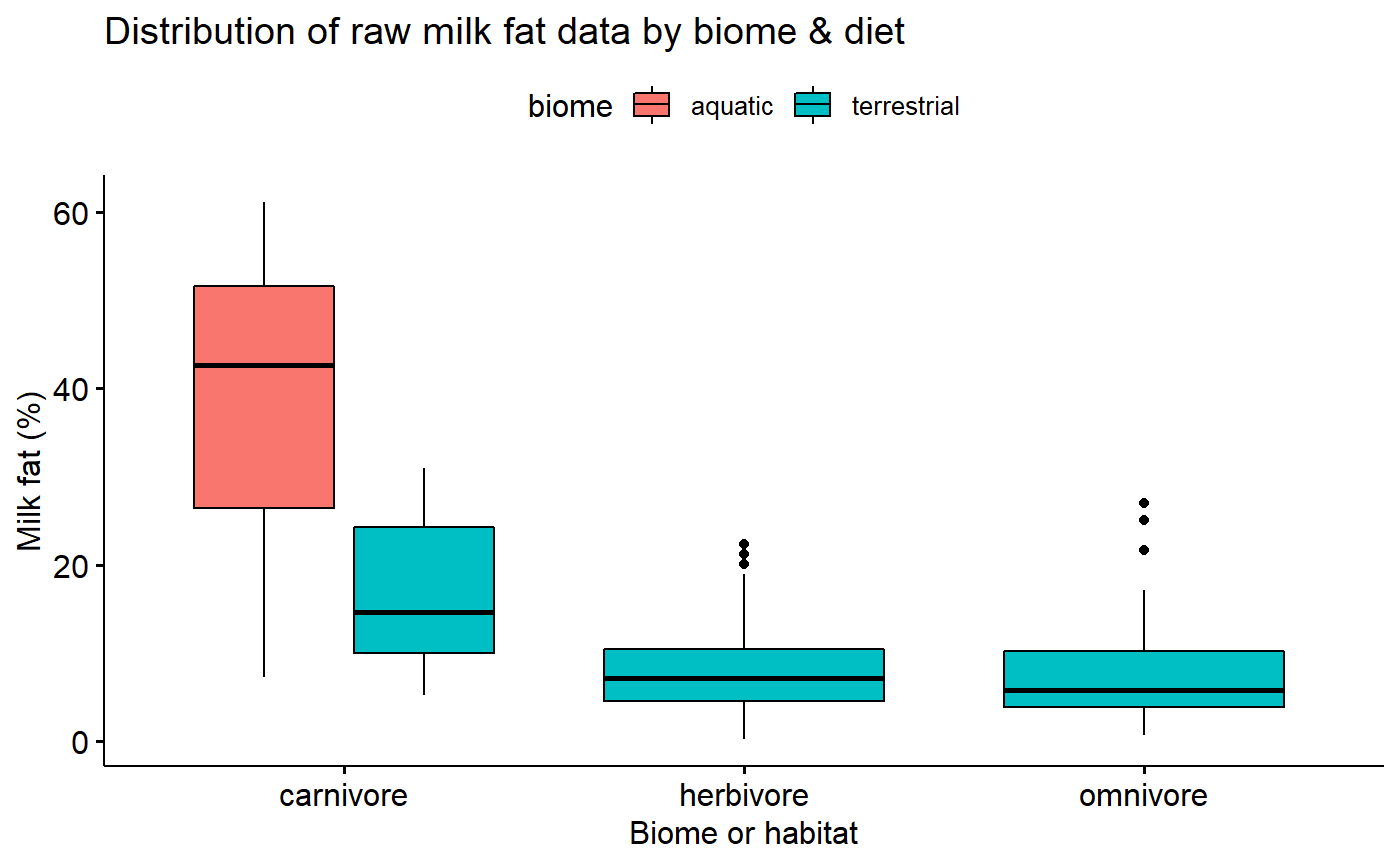 Distribution of raw milk fat data by biome & diet
biome aquatic terrestrial
Milk fat (%)
60
40
20
0
carnivore herbivore omnivore
Biome or habitat